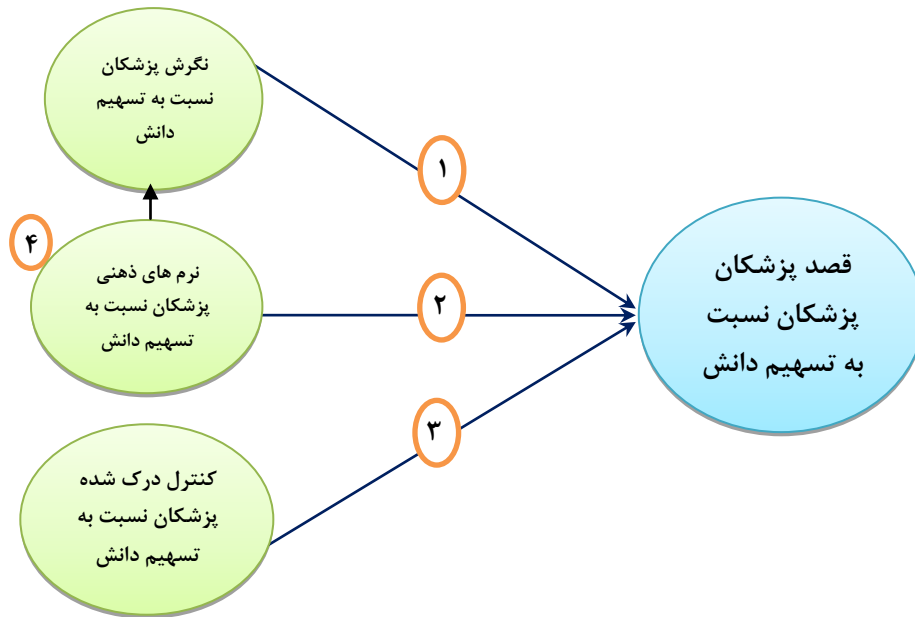 نگرش پزشکان
نسبت به تسهیم
دانش
۱
۴
نرم های ذهنی
پزشکان نسبت به
تسهیم دانش
۲
قصد پزشکان
پزشکان نسبت
به تسهیم دانش
۳
کنترل درک شده
پزشکان نسبت به
تسهیم دانش